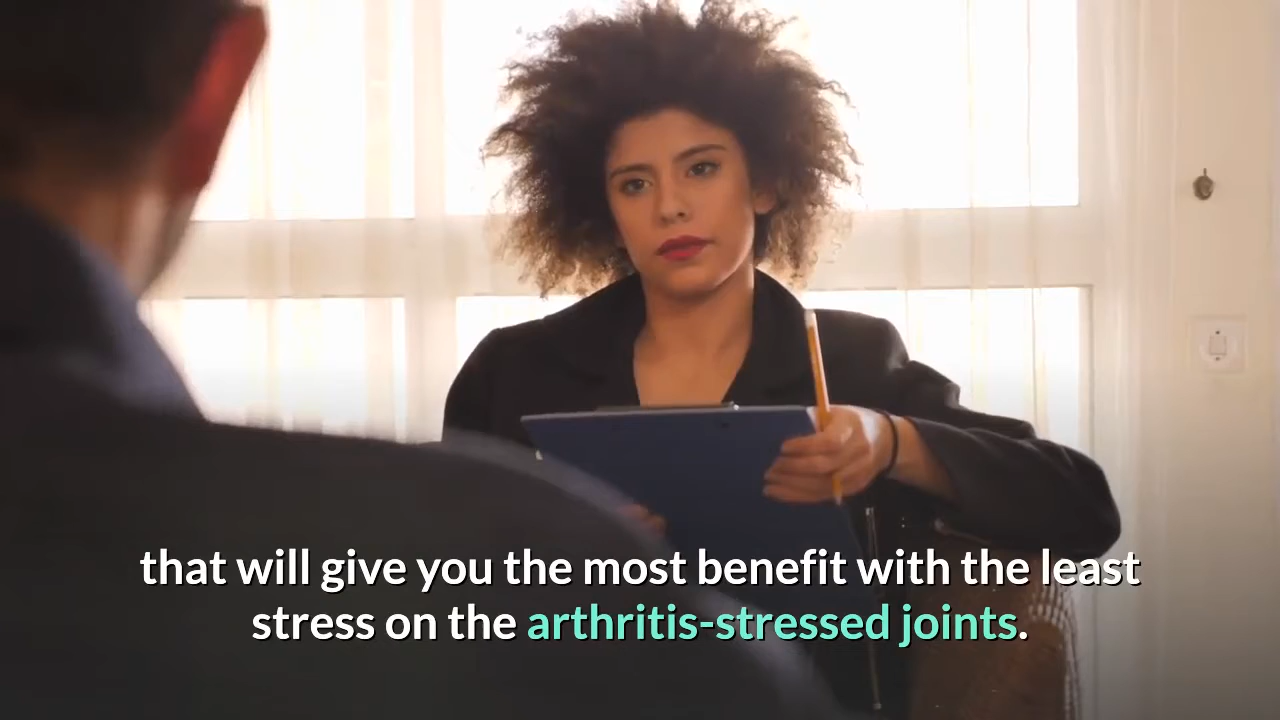 that will give you the most benefit with the least
stress on the arthritis-stressed joints.